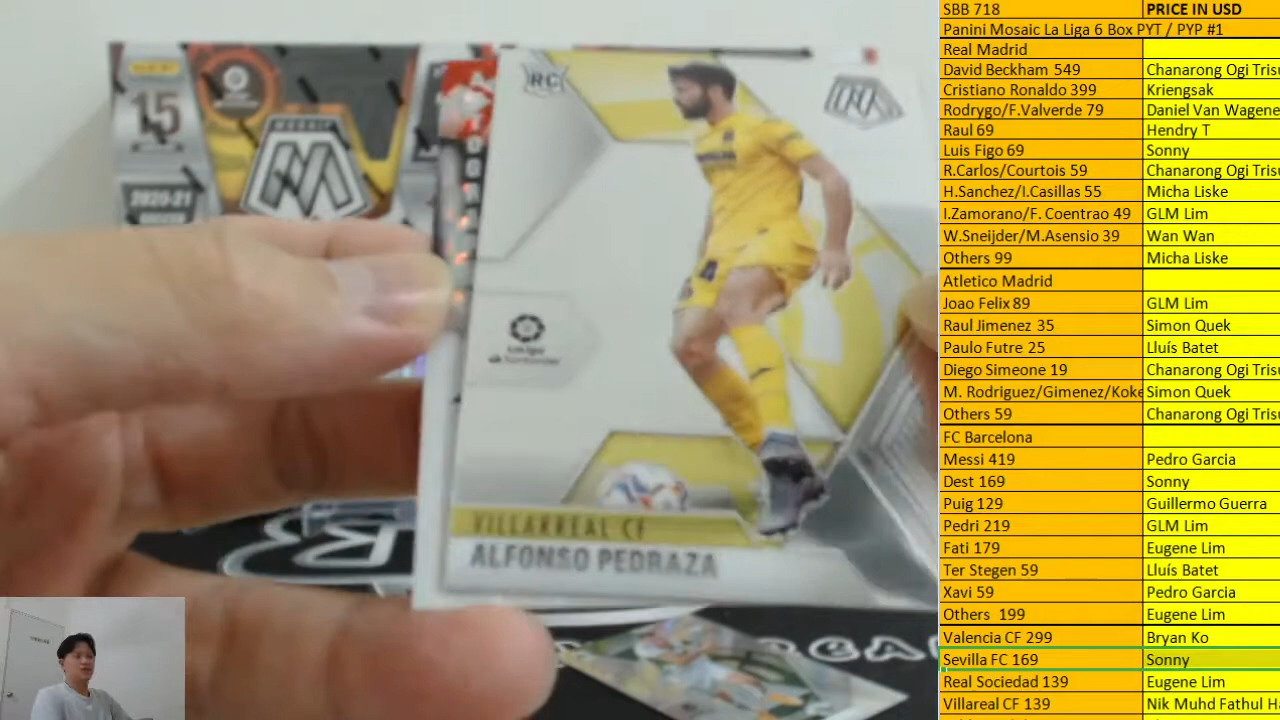 15
2020-21
SOCCER
RC
LaLiga
Santander
VILLARREAL CF
ALFONSO PEDRAZA
SBB 718 PRICE IN USD
Panini Mosaic La Liga 6 Box PYT / PYP #1
Real Madrid
David Beckham 549 Chanarong Ogi Trisu
Cristiano Ronaldo 399 Kriengsak
Rodrygo/F.Valverde 79 Daniel Van Wagene
Raul 69 Hendry T
Luis Figo 69 Sonny
R.Carlos/Courtois 59 Chanarong Ogi Trisu
H.Sanchez/I.Casillas 55 Micha Liske
I.Zamorano/F. Coentrao 49 GLM Lim
W.Sneijder/M.Asensio 39 Wan Wan
Others 99 Micha Liske
Atletico Madrid
Joao Felix 89 GLM Lim
Raul Jimenez 35 Simon Quek
Paulo Futre 25 Lluís Batet
Diego Simeone 19 Chanarong Ogi Trisu
M. Rodriguez/Gimenez/Koke Simon Quek
Others 59 Chanarong Ogi Trisu
FC Barcelona
Messi 419 Pedro Garcia
Dest 169 Sonny
Puig 129 Guillermo Guerra
Pedri 219 GLM Lim
Fati 179 Eugene Lim
Ter Stegen 59 Lluís Batet
Xavi 59 Pedro Garcia
Others 199 Eugene Lim
Valencia CF 299 Bryan Ko
Sevilla FC 169 Sonny
Real Sociedad 139 Eugene Lim
Villareal CF 139 Nik Muhd Fathul Ha